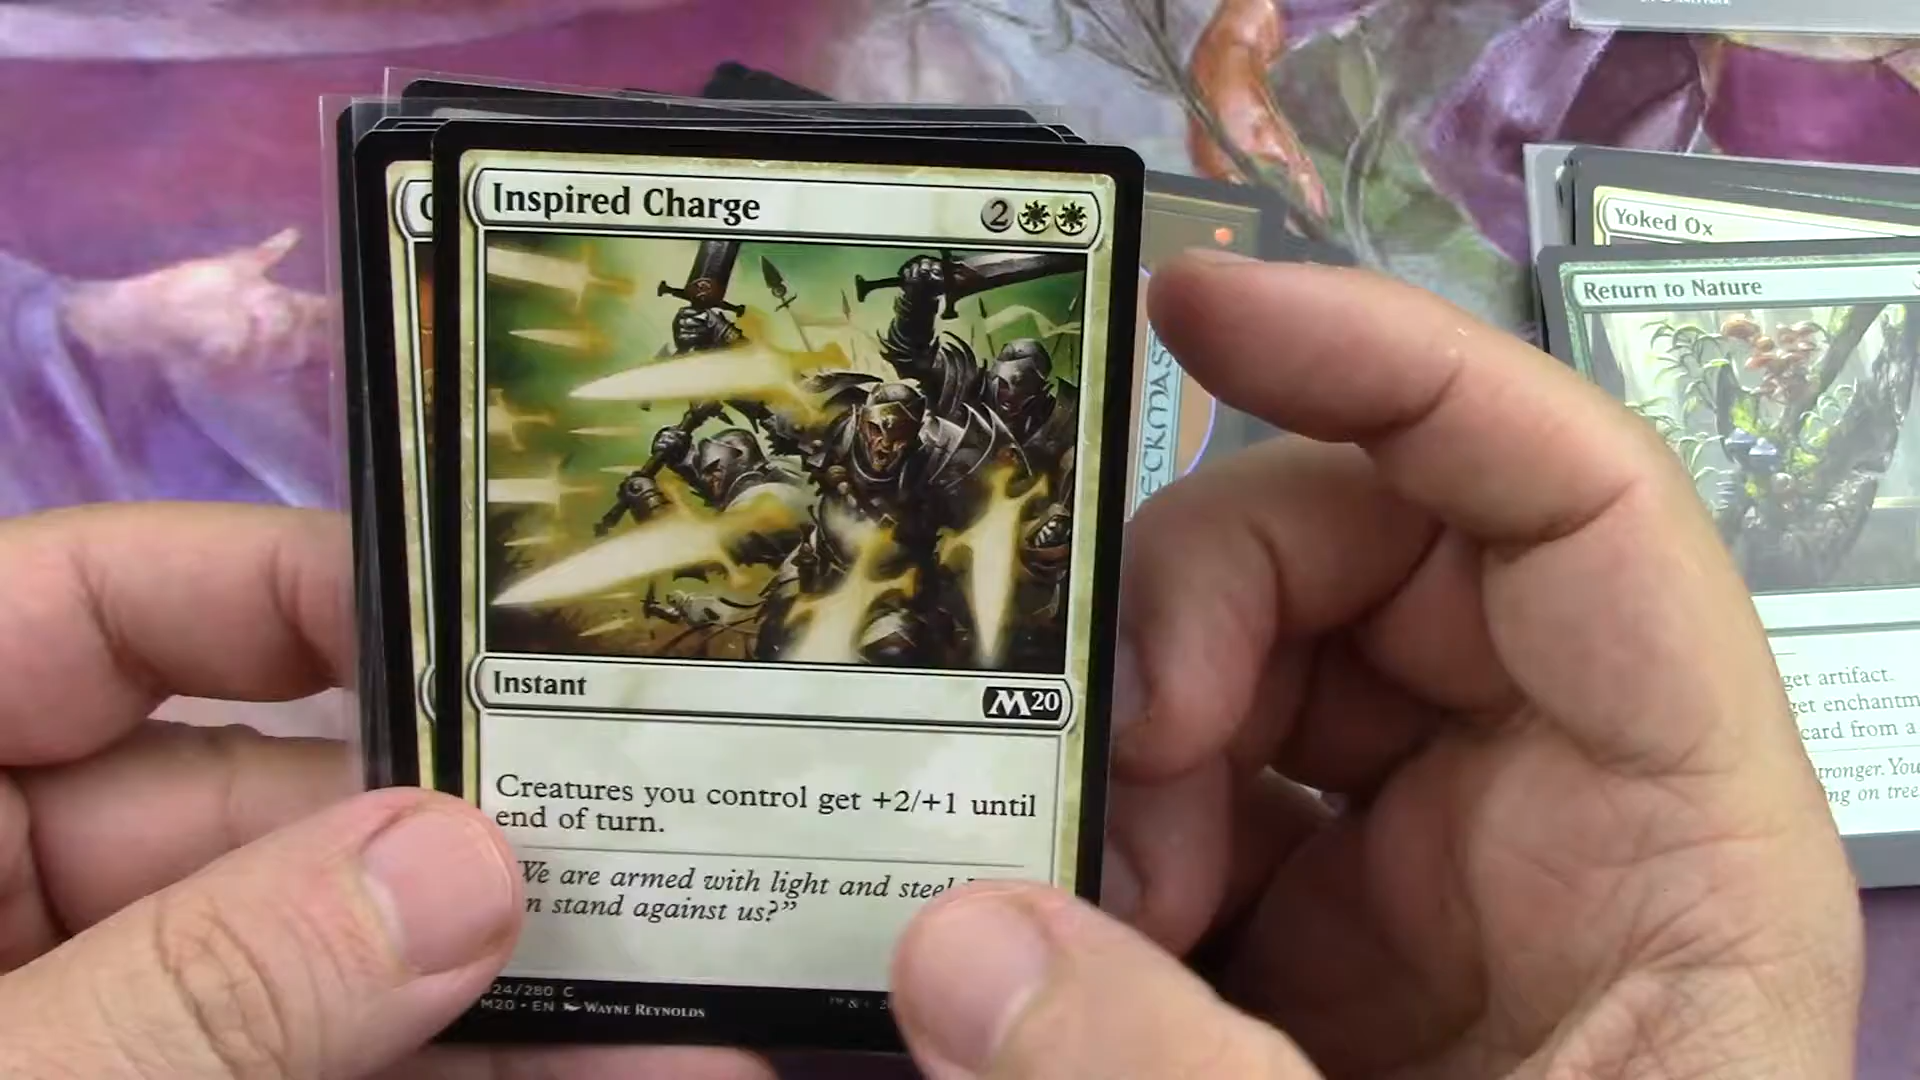 Inspired Charge
2
Instant
M20
Creatures you control get +2/+1 until
end of turn.
"We are armed with light and steel
stand against us?"
24/280 C
M20 • EN WAYNE REYNOLDS
ECKMAS
Yoked Ox
Return to Nature
get artifact.
get enchantm
card from a
tronger. You
ing on tree